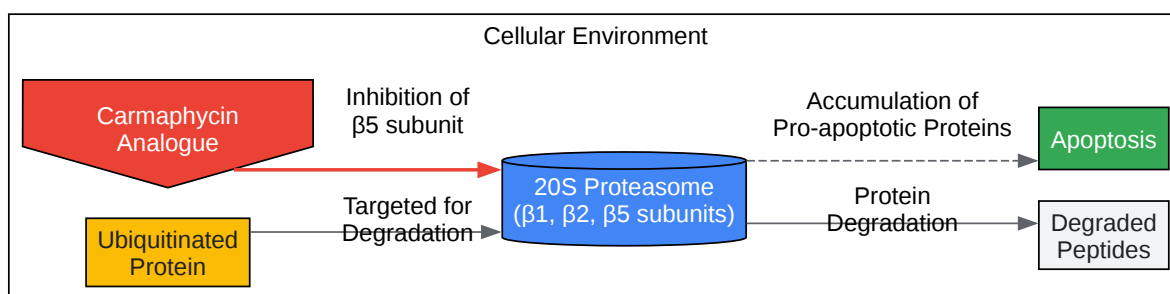 Cellular Environment
Carmaphycin
Analogue
Inhibition of
β5 subunit
Accumulation of
Pro-apoptotic Proteins
Apoptosis
20S Proteasome
(β1, β2, β5 subunits)
Ubiquitinated
Protein
Targeted for
Degradation
Protein
Degradation
Degraded
Peptides